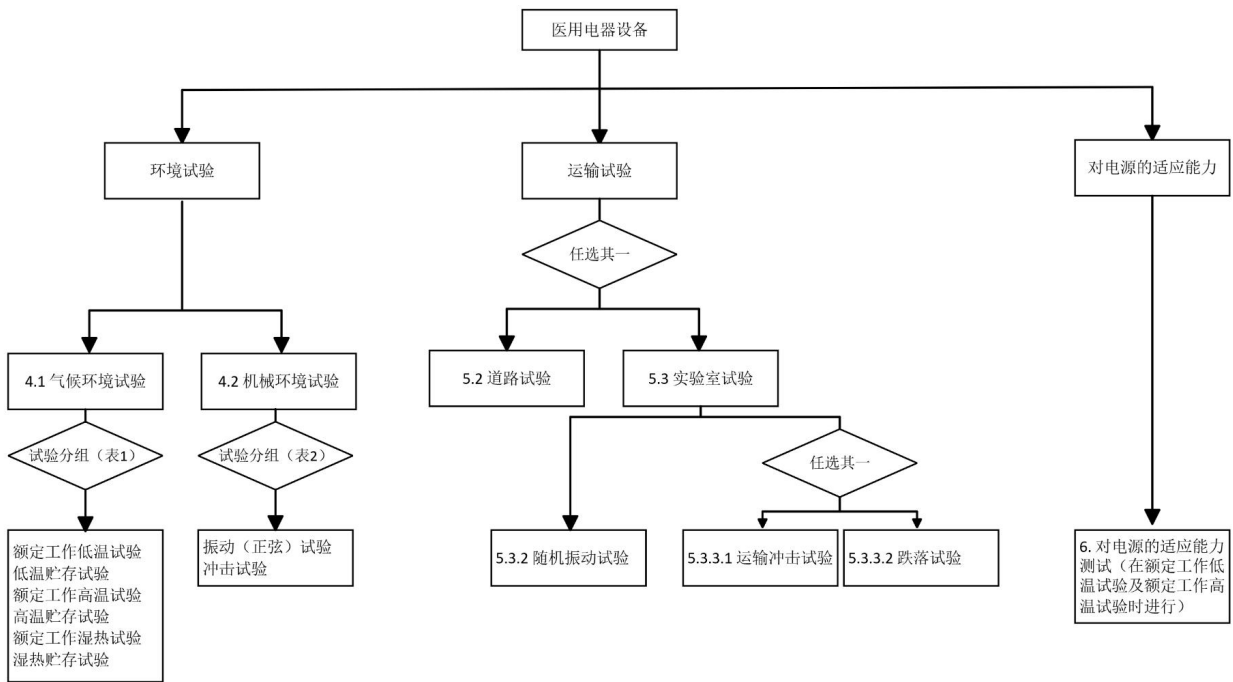 医用电器设备
环境试验
运输试验
对电源的适应能力
任选其一
4.1 气候环境试验
4.2 机械环境试验
5.2 道路试验
5.3 实验室试验
试验分组（表1）
试验分组（表2）
任选其一
额定工作低温试验
低温贮存试验
额定工作高温试验
高温贮存试验
额定工作湿热试验
湿热贮存试验
振动（正弦）试验
冲击试验
5.3.2 随机振动试验
5.3.3.1 运输冲击试验
5.3.3.2 跌落试验
6. 对电源的适应能力
测试（在额定工作低
温试验及额定工作高
温试验时进行）